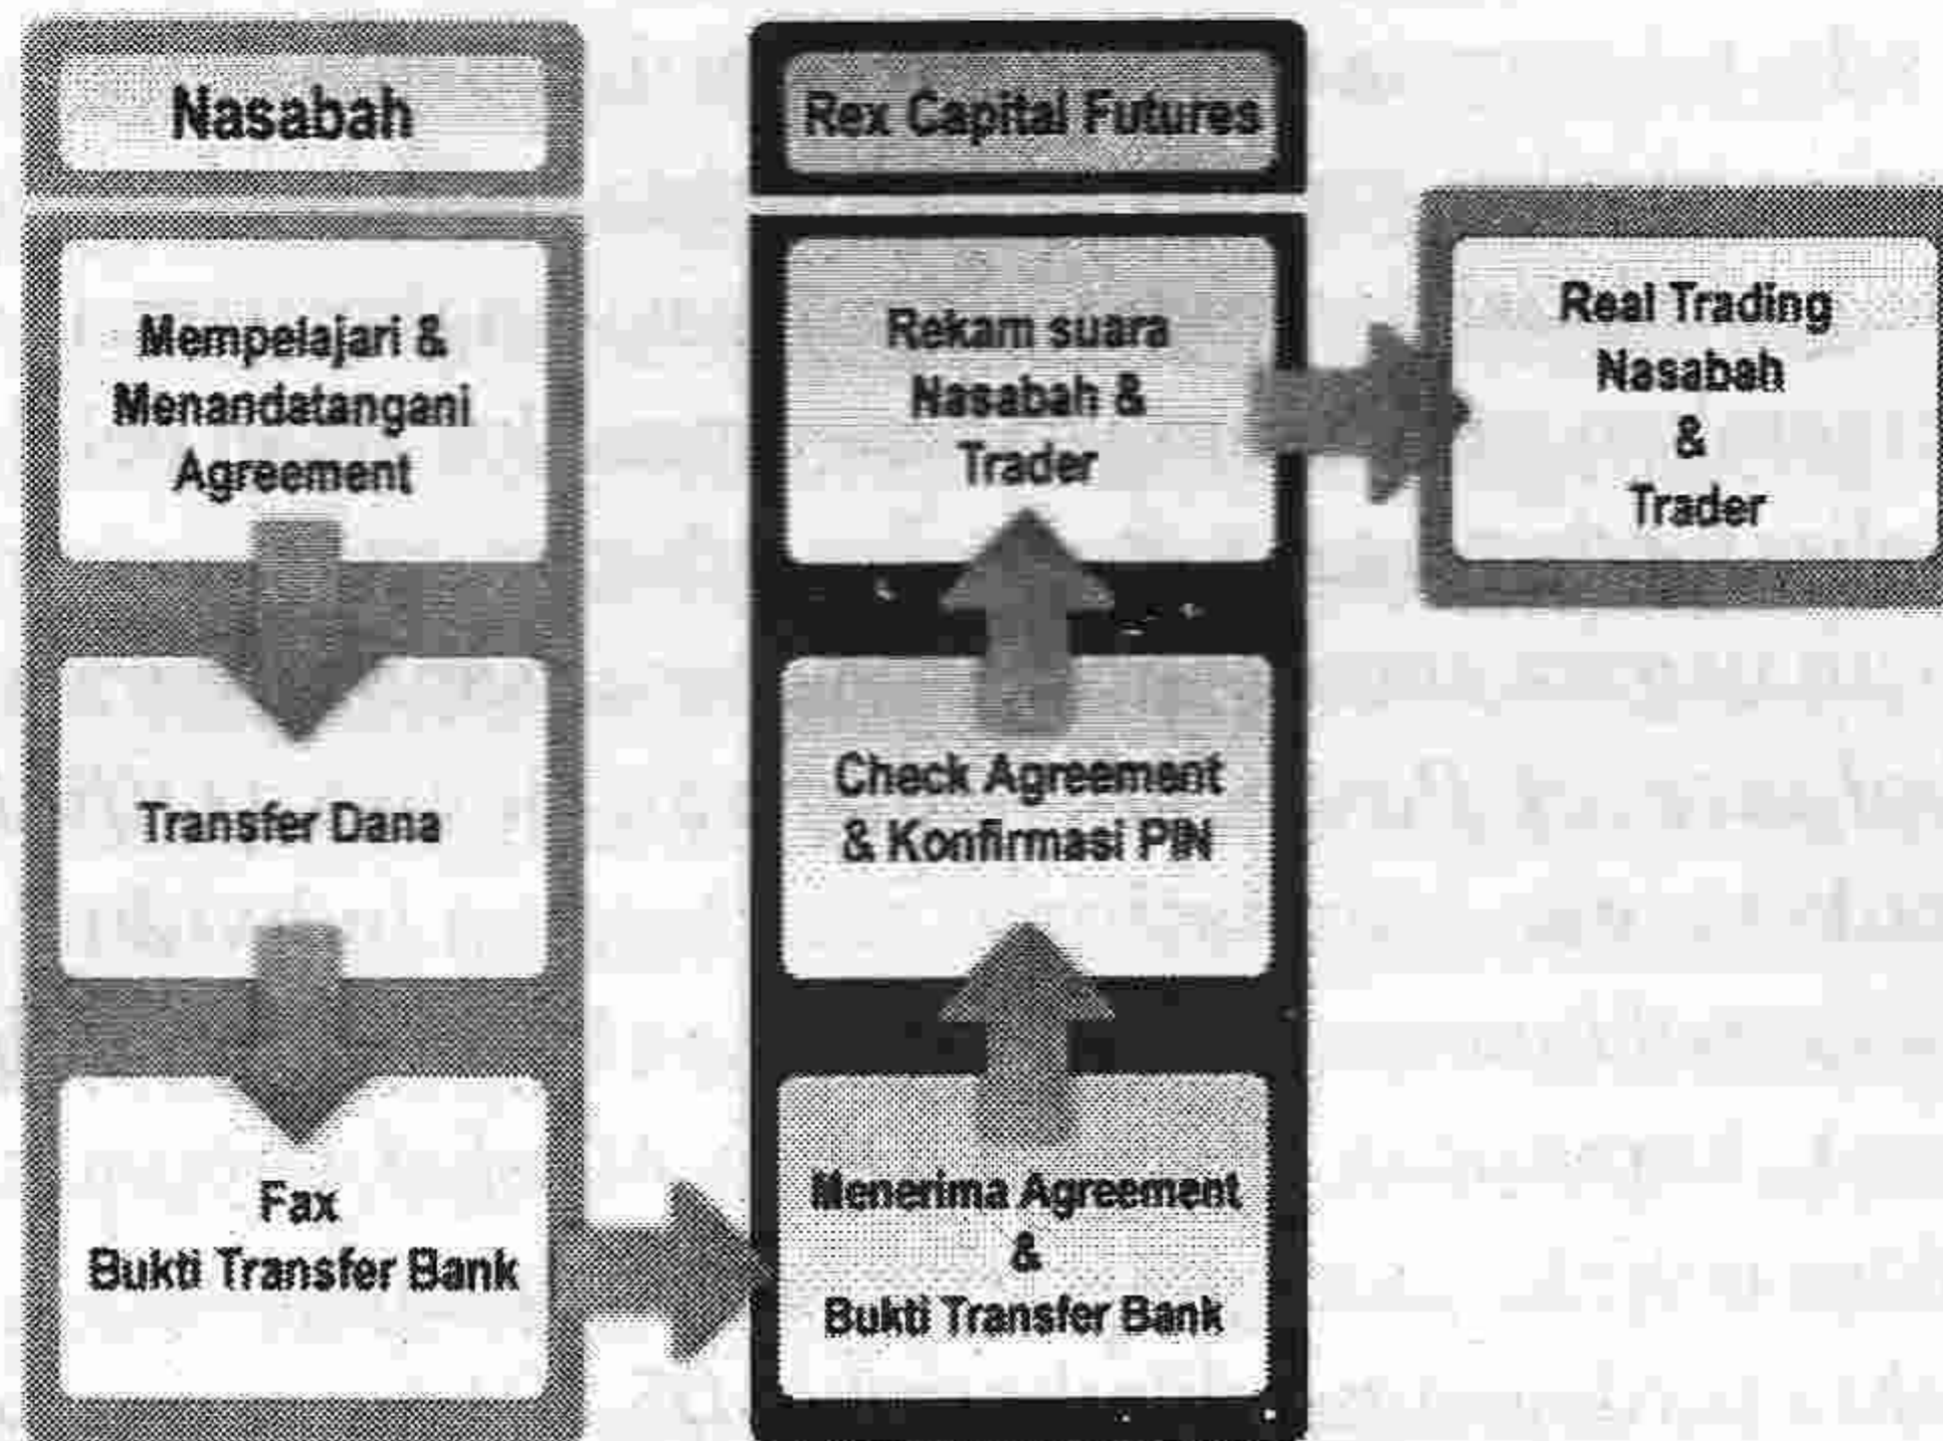 Nasabah
Mempelajari &
Menandatangani
Agreement
Transfer Dana
Fax
Bukti Transfer Bank
Rex Capital Futures
Rekam suara
Nasabah &
Trader
Check Agreement
& Konfirmasi PIN
Menerima Agreement
&
Bukti Transfer Bank
Real Trading
Nasabah
&
Trader